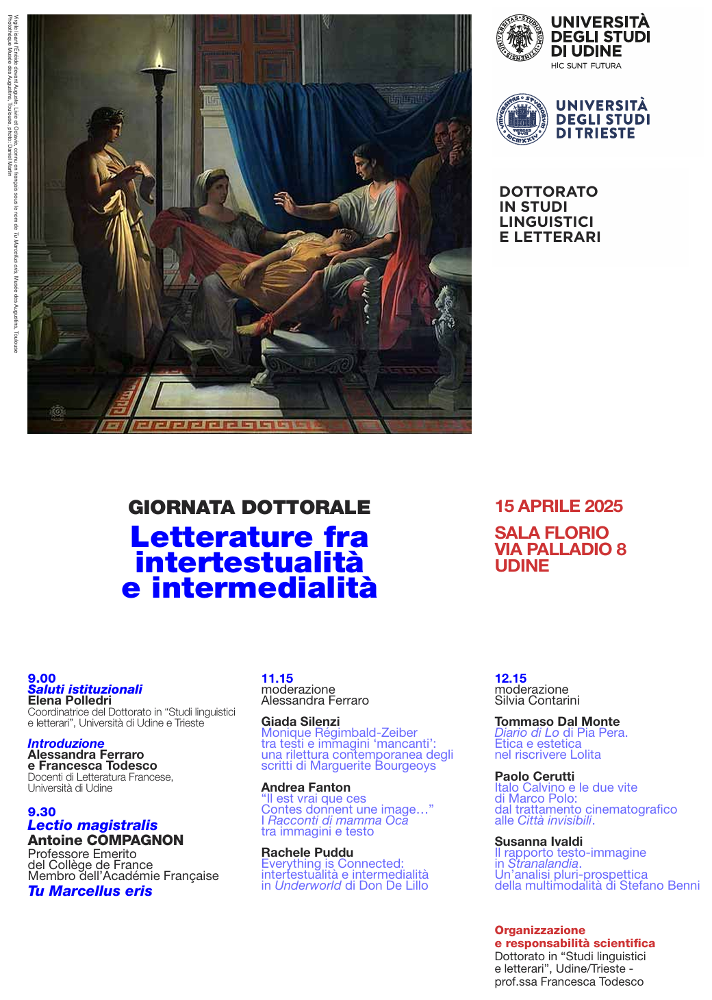 Virgile lisant l'Énéide devant Auguste, Livie et Octavie, connu en français sous le nom de Tu Marcellus eris, Musée des Augustins, Toulouse
Photothèque Musée des Augustins, Toulouse, photo: Daniel Martin
UNIVERSITÀ
DEGLI STUDI
DI UDINE
HIC SUNT FUTURA
UNIVERSITÀ
DEGLI STUDI
DI TRIESTE
DOTTORATO
IN STUDI
LINGUISTICI
E LETTERARI
GIORNATA DOTTORALE
Letterature fra
intertestualità
e intermedialità
15 APRILE 2025
SALA FLORIO
VIA PALLADIO 8
UDINE
9.00
Saluti istituzionali
Elena Polledri
Coordinatrice del Dottorato in “Studi linguistici
e letterari”, Università di Udine e Trieste
Introduzione
Alessandra Ferraro
e Francesca Todesco
Docenti di Letteratura Francese,
Università di Udine
9.30
Lectio magistralis
Antoine COMPAGNON
Professore Emerito
del Collège de France
Membro dell’Académie Française
Tu Marcellus eris
11.15
moderazione
Alessandra Ferraro
Giada Silenzi
Monique Régimbald-Zeiber
tra testi e immagini ‘mancanti’:
una rilettura contemporanea degli
scritti di Marguerite Bourgeoys
Andrea Fanton
“Il est vrai que ces
Contes donnent une image…”
I Racconti di mamma Oca
tra immagini e testo
Rachele Puddu
Everything is Connected:
intertestualità e intermedialità
in Underworld di Don De Lillo
12.15
moderazione
Silvia Contarini
Tommaso Dal Monte
Diario di Lo di Pia Pera.
Etica e estetica
nel riscrivere Lolita
Paolo Cerutti
Italo Calvino e le due vite
di Marco Polo:
dal trattamento cinematografico
alle Città invisibili.
Susanna Ivaldi
Il rapporto testo-immagine
in Stranalandia.
Un’analisi pluri-prospettica
della multimodalità di Stefano Benni
Organizzazione
e responsabilità scientifica
Dottorato in “Studi linguistici
e letterari”, Udine/Trieste -
prof.ssa Francesca Todesco